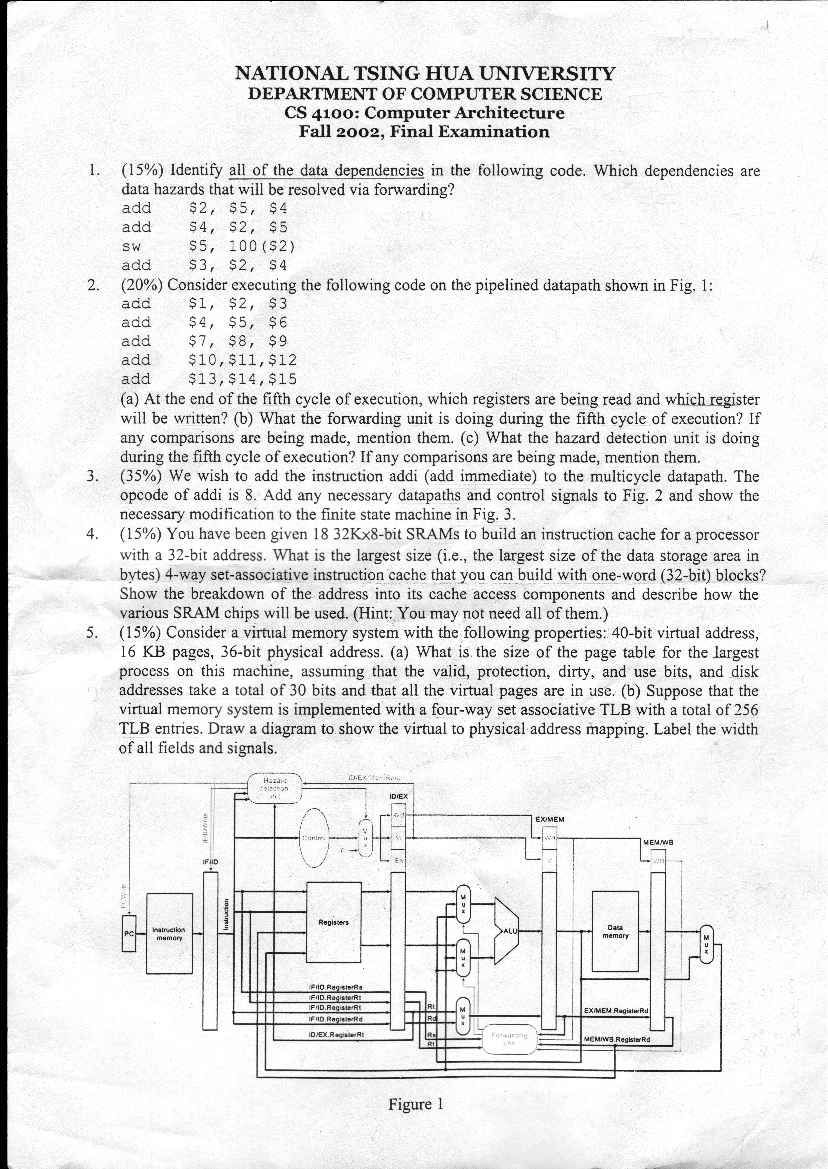 NATIONAL TSING HUA UNIVERSITY
DEPARTMENT OF COMPUTER SCIENCE
CS 4100: Computer Architecture
Fall 2002, Final Examination
1. (15%) Identify all of the data dependencies in the following code. Which dependencies are
data hazards that will be resolved via forwarding?
add $2, $5, $4
add $4, $2, $5
sw $5, 100($2)
add $3, $2, $4
2. (20%) Consider executing the following code on the pipelined datapath shown in Fig. 1:
add $1, $2, $3
add $4, $5, $6
add $7, $8, $9
add $10,$11,$12
add $13,$14,$15
(a) At the end of the fifth cycle of execution, which registers are being read and which register
will be written? (b) What the forwarding unit is doing during the fifth cycle of execution? If
any comparisons are being made, mention them. (c) What the hazard detection unit is doing
during the fifth cycle of execution? If any comparisons are being made, mention them.
3. (35%) We wish to add the instruction addi (add immediate) to the multicycle datapath. The
opcode of addi is 8. Add any necessary datapaths and control signals to Fig. 2 and show the
necessary modification to the finite state machine in Fig. 3.
4. (15%) You have been given 18 32Kx8-bit SRAMs to build an instruction cache for a processor
with a 32-bit address. What is the largest size (i.e., the largest size of the data storage area in
bytes) 4-way set-associative instruction cache that you can build with one-word (32-bit) blocks?
Show the breakdown of the address into its cache access components and describe how the
various SRAM chips will be used. (Hint: You may not need all of them.)
5. (15%) Consider a virtual memory system with the following properties: 40-bit virtual address,
16 KB pages, 36-bit physical address. (a) What is the size of the page table for the largest
process on this machine, assuming that the valid, protection, dirty, and use bits, and disk
addresses take a total of 30 bits and that all the virtual pages are in use. (b) Suppose that the
virtual memory system is implemented with a four-way set associative TLB with a total of 256
TLB entries. Draw a diagram to show the virtual to physical address mapping. Label the width
of all fields and signals.
Hazard
detection
unit
ID/EX
EX/MEM
MEM/WB
Control
M
u
x
0
WB
M
EX
WB
M
WB
IF/ID
PC
Instruction
memory
Instruction
Registers
M
u
x
M
u
x
ALU
Data
memory
M
u
x
IF/ID.RegisterRs
IF/ID.RegisterRt
IF/ID.RegisterRt
IF/ID.RegisterRd
ID/EX.RegisterRt
Rt
Rd
Rs
Rt
M
u
x
Forwarding
unit
EX/MEM.RegisterRd
MEM/WB.RegisterRd
Figure 1